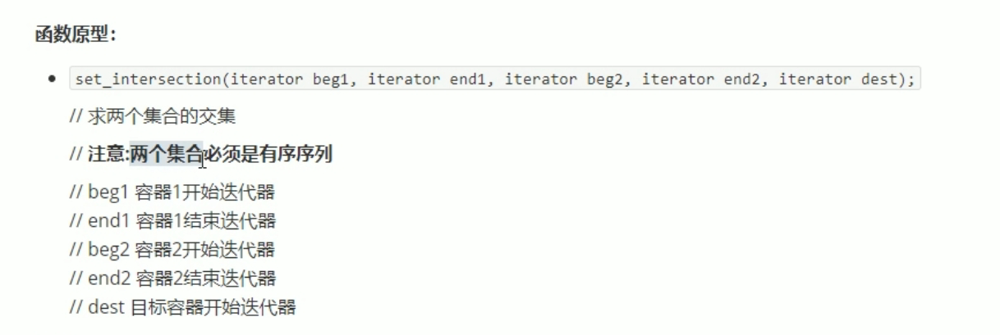 函数原型：
• set_intersection(iterator beg1, iterator end1, iterator beg2, iterator end2, iterator dest);
// 求两个集合的交集
// 注意:两个集合必须是有序序列
// beg1 容器1开始迭代器
// end1 容器1结束迭代器
// beg2 容器2开始迭代器
// end2 容器2结束迭代器
// dest 目标容器开始迭代器